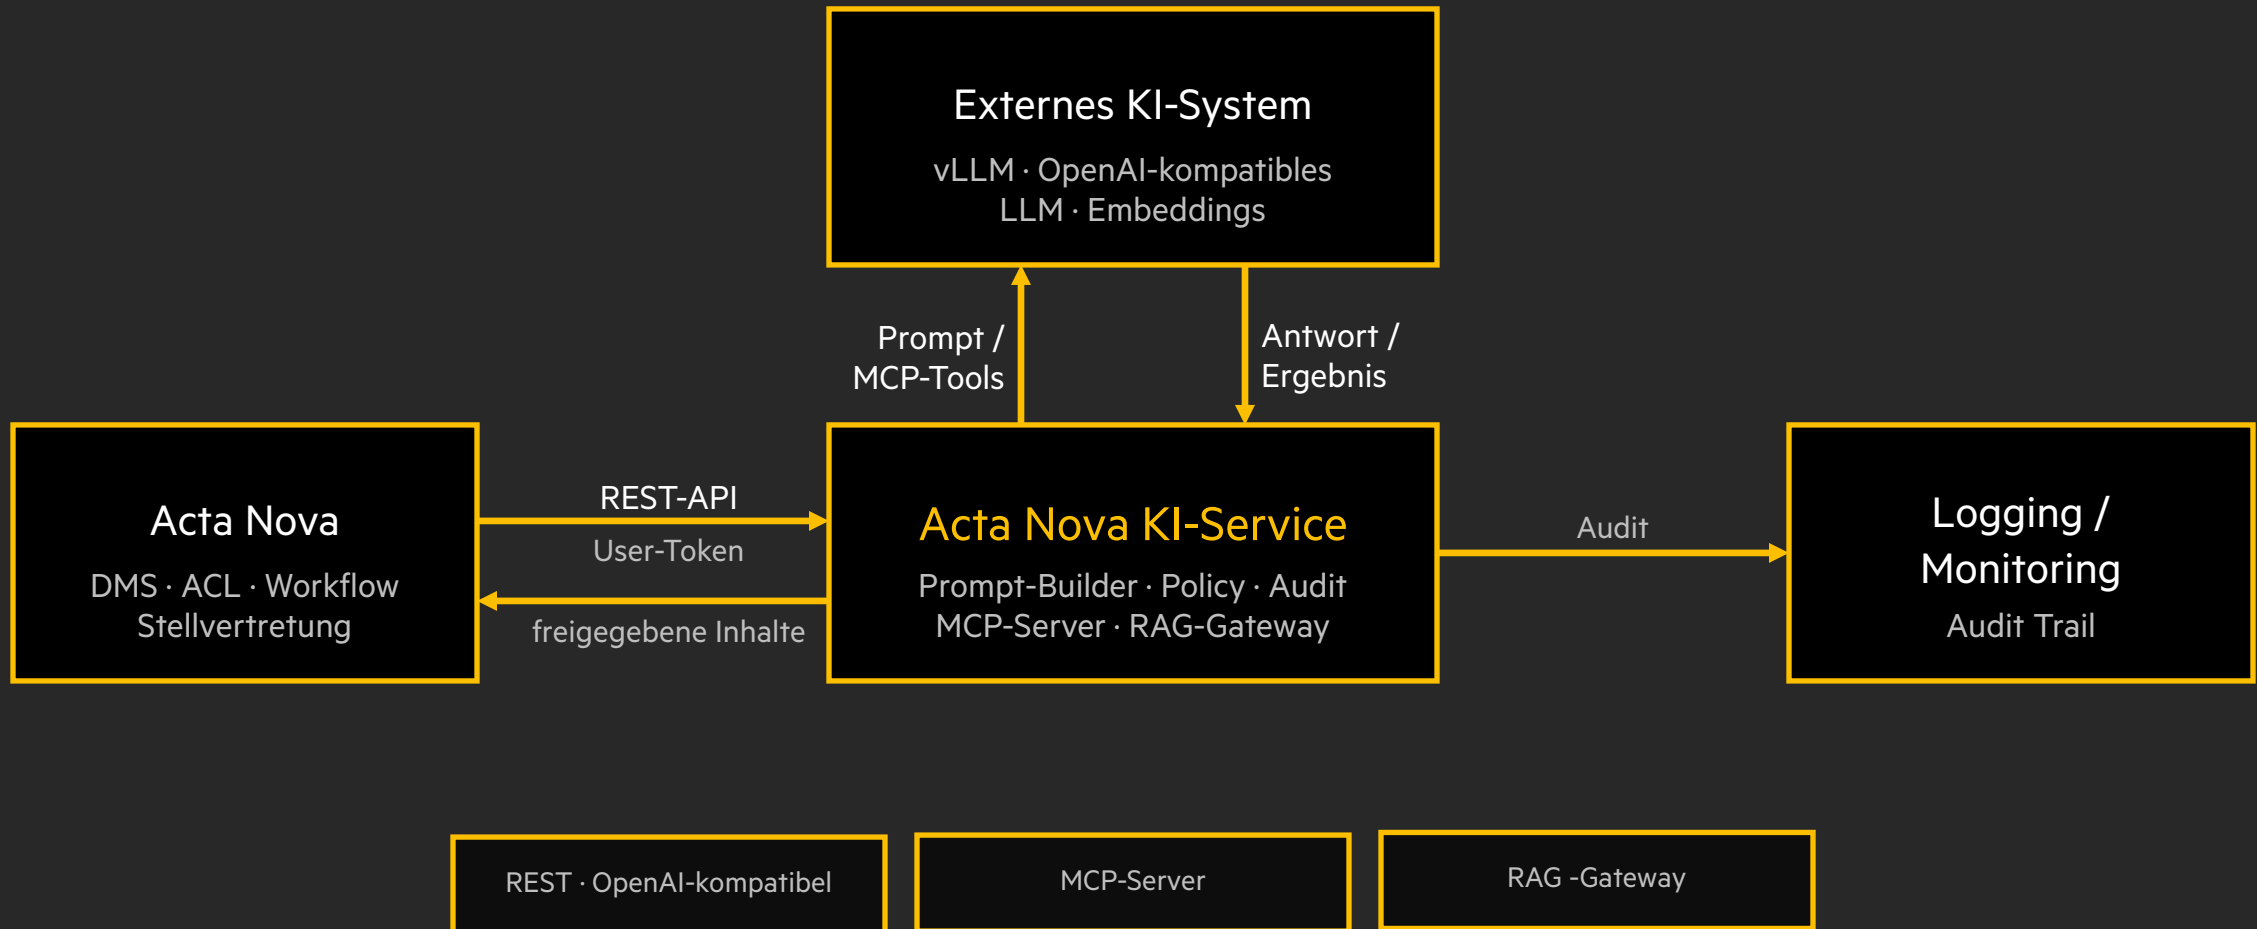 Externes KI-System
vLLM · OpenAI-kompatibles
LLM · Embeddings
Prompt /
MCP-Tools
Antwort /
Ergebnis
Acta Nova
DMS · ACL · Workflow
Stellvertretung
REST-API
User-Token
freigegebene Inhalte
Acta Nova KI-Service
Prompt-Builder · Policy · Audit
MCP-Server · RAG-Gateway
Audit
Logging /
Monitoring
Audit Trail
REST · OpenAI-kompatibel
MCP-Server
RAG -Gateway